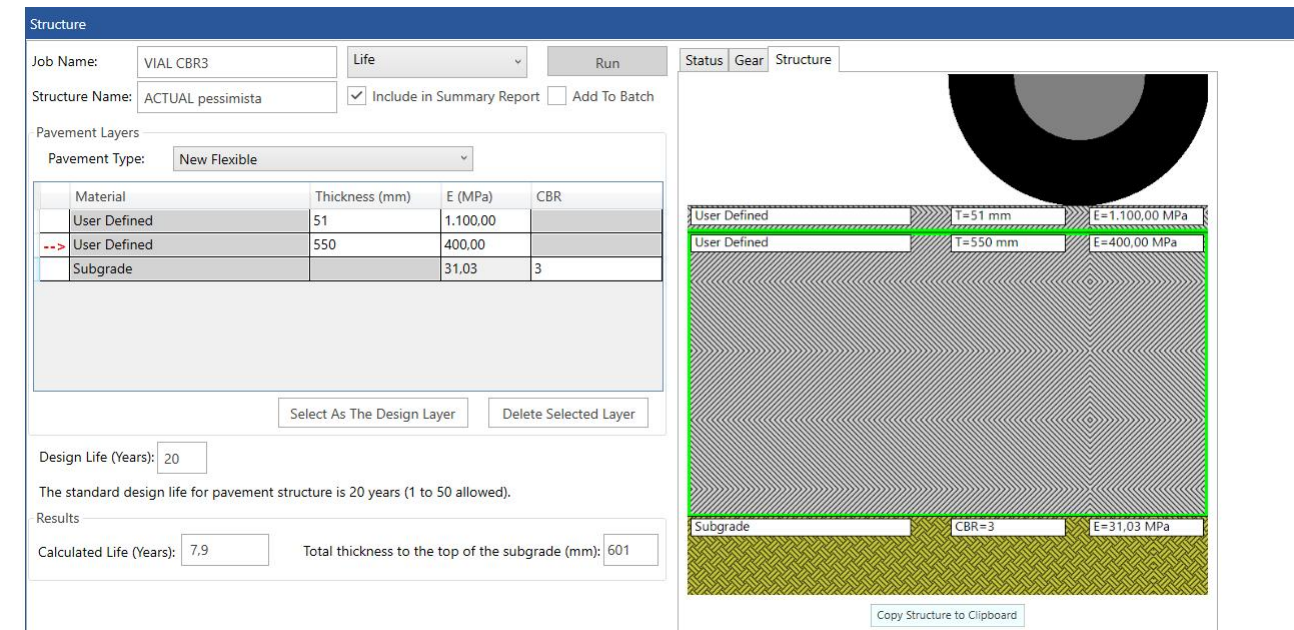 Structure
Job Name: VIAL CBR3 Life Run
Structure Name: ACTUAL pessimista Include in Summary Report Add To Batch
Pavement Layers
Pavement Type: New Flexible
Material Thickness (mm) E (MPa) CBR
User Defined 51 1.100,00
--> User Defined 550 400,00
Subgrade 31,03 3
Select As The Design Layer Delete Selected Layer
Design Life (Years): 20
The standard design life for pavement structure is 20 years (1 to 50 allowed).
Results
Calculated Life (Years): 7,9 Total thickness to the top of the subgrade (mm): 601
Status Gear Structure
User Defined T=51 mm E=1.100,00 MPa
User Defined T=550 mm E=400,00 MPa
Subgrade CBR=3 E=31,03 MPa
Copy Structure to Clipboard